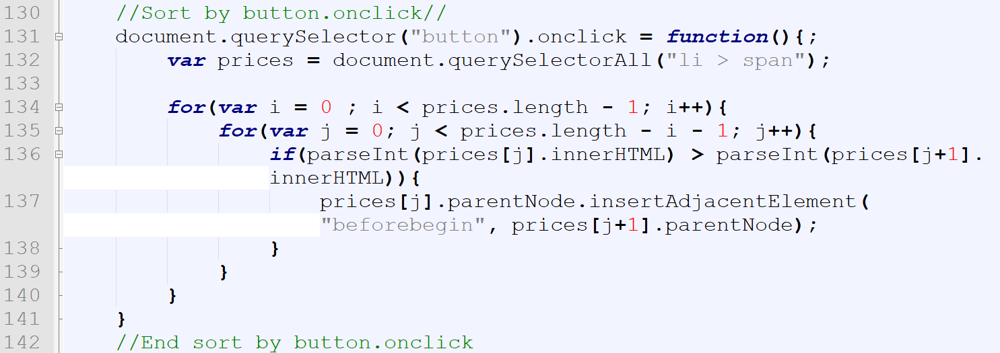 130 //Sort by button.onclick//
131 document.querySelector("button").onclick = function(){;
132 var prices = document.querySelectorAll("li > span");
133
134 for(var i = 0 ; i < prices.length - 1; i++){
135 for(var j = 0; j < prices.length - i - 1; j++){
136 if(parseInt(prices[j].innerHTML) > parseInt(prices[j+1].
innerHTML)){
137 prices[j].parentNode.insertAdjacentElement(
"beforebegin", prices[j+1].parentNode);
138 }
139 }
140 }
141 }
142 //End sort by button.onclick